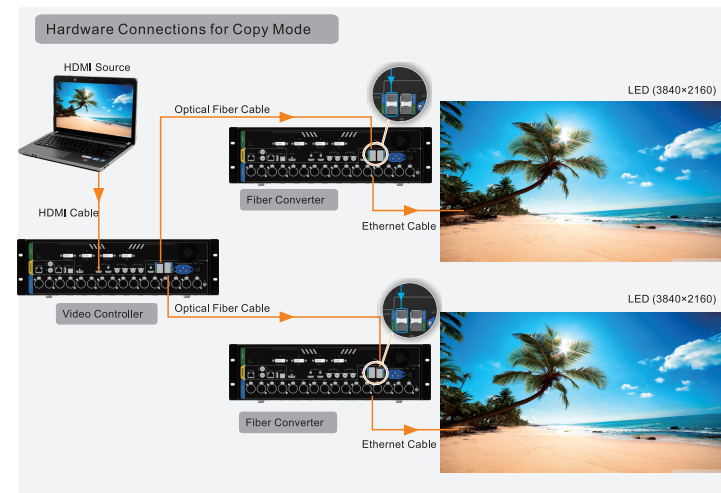 Hardware Connections for Copy Mode
HDMI Source
Optical Fiber Cable
LED (3840×2160)
Fiber Converter
HDMI Cable
Ethernet Cable
Video Controller
Optical Fiber Cable
LED (3840×2160)
Fiber Converter
Ethernet Cable